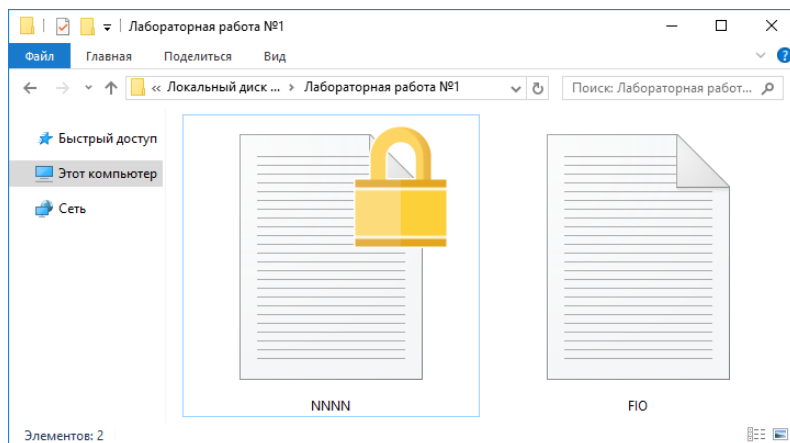 Лабораторная работа №1
Файл Главная Поделиться Вид
« Локальный диск ... › Лабораторная работа №1 Поиск: Лабораторная работ...
Быстрый доступ
Этот компьютер
Сеть
NNNN FIO
Элементов: 2